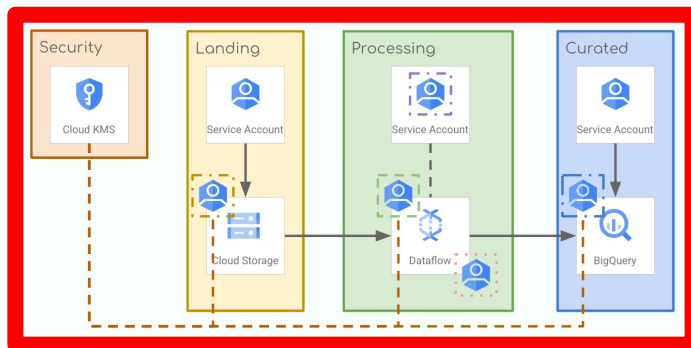 Security
Landing
Processing
Curated
Cloud KMS
Service Account
Service Account
Service Account
Cloud Storage
Dataflow
BigQuery